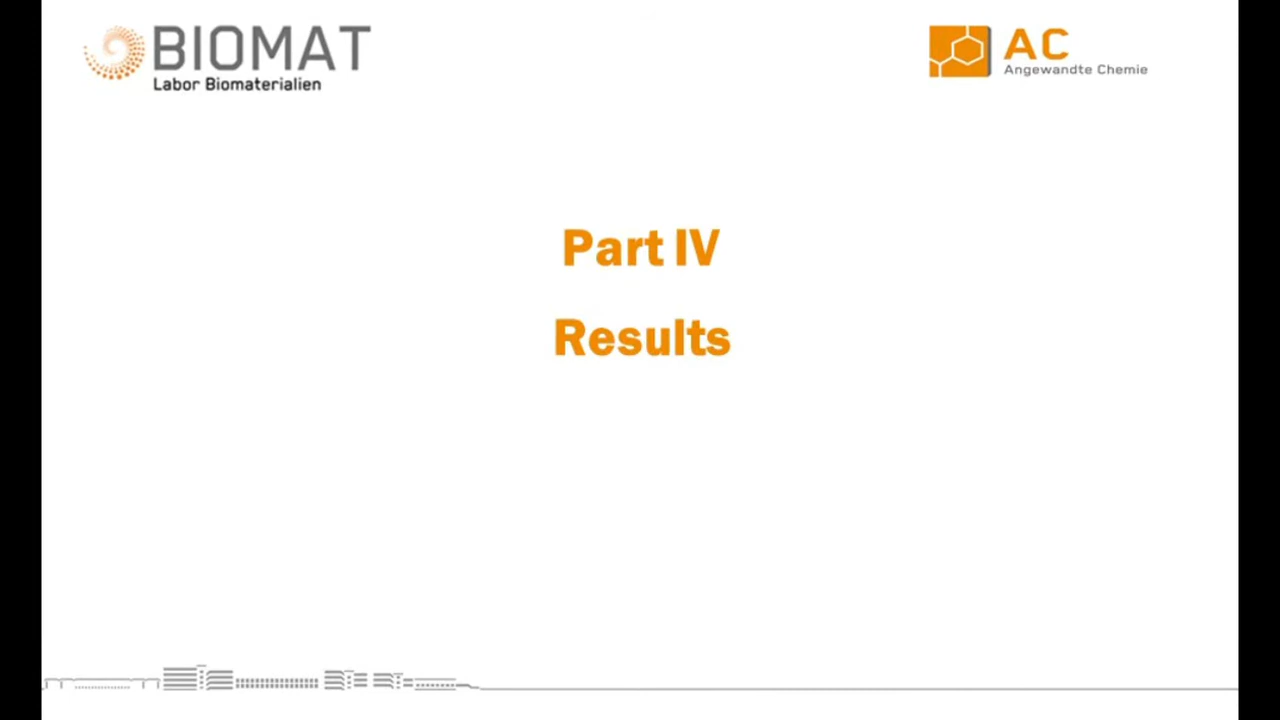 BIOMAT
Labor Biomaterialien
AC
Angewandte Chemie
Part IV
Results